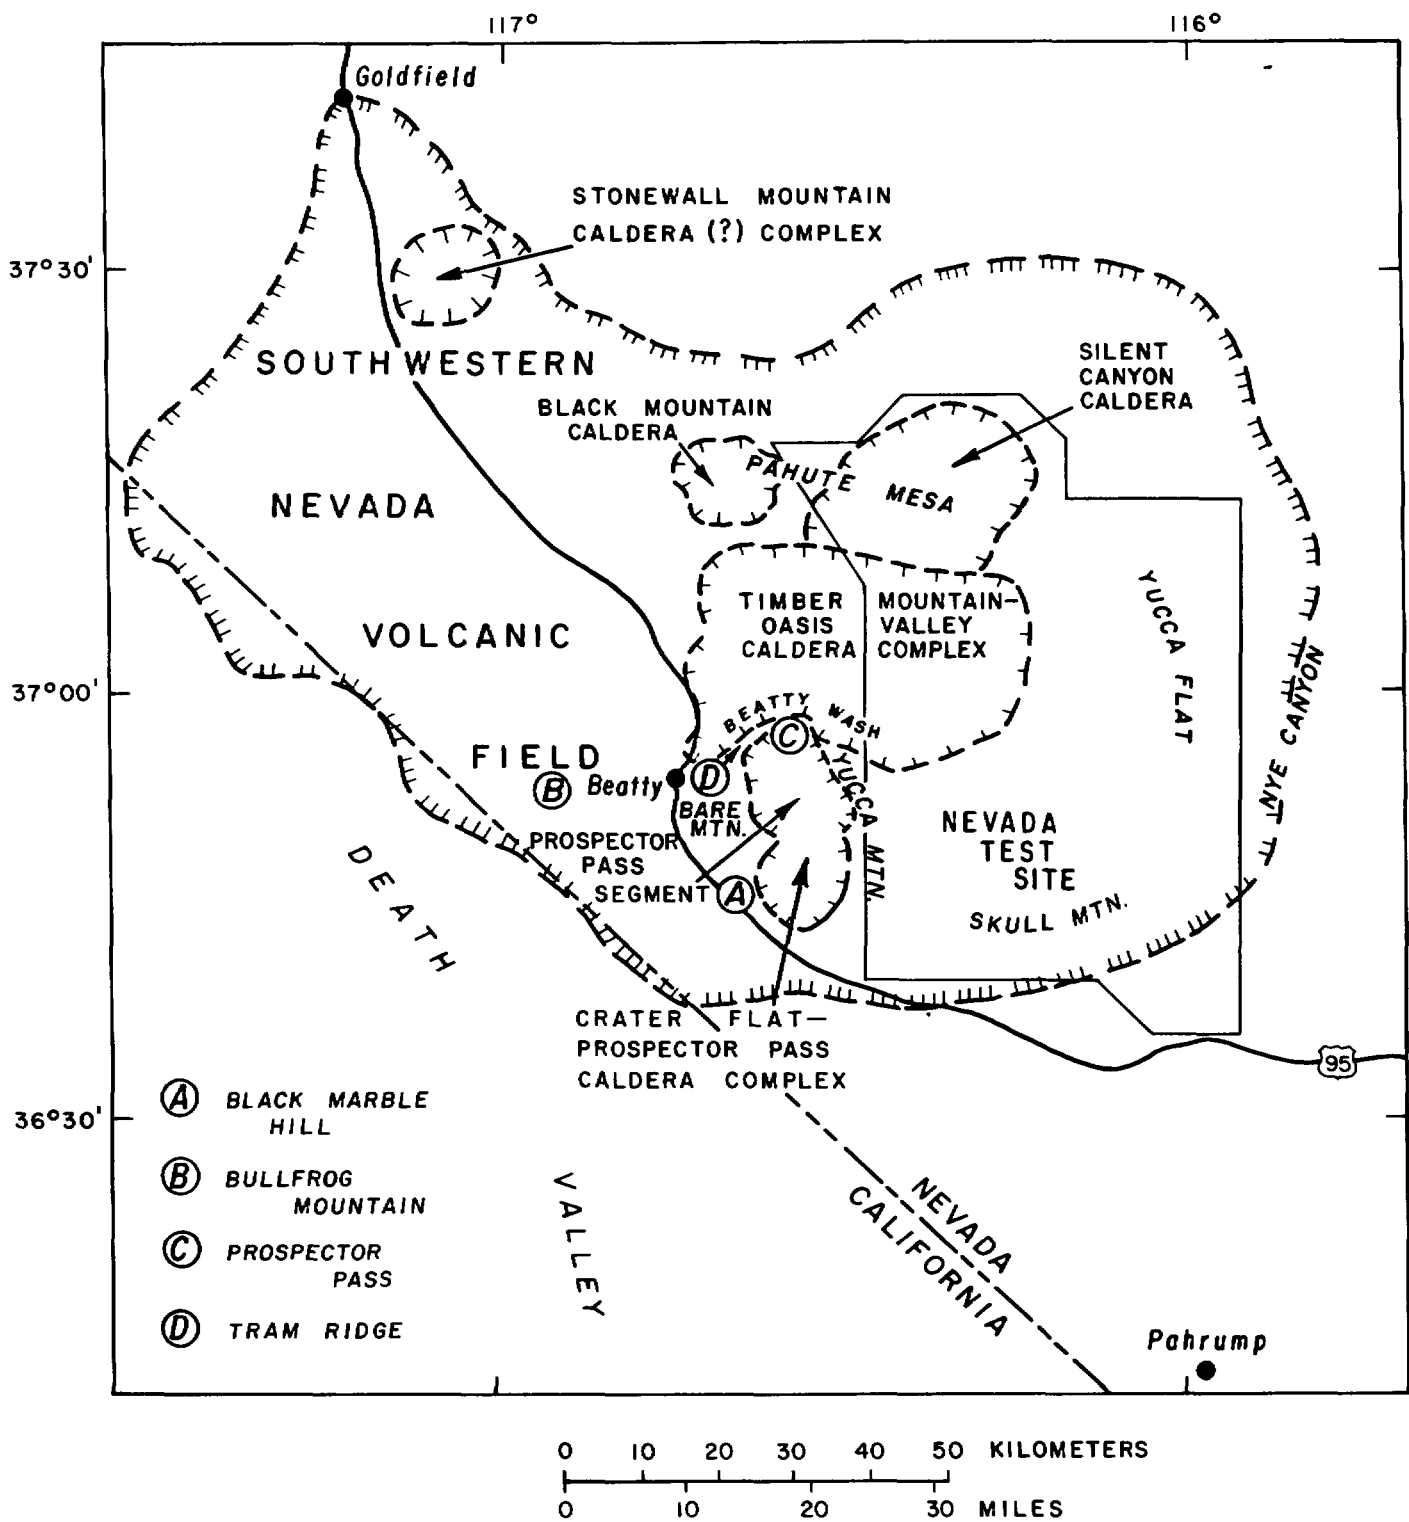 117°
116°
Goldfield
STONEWALL MOUNTAIN
CALDERA (?) COMPLEX
37°30'
SOUTHWESTERN
SILENT
CANYON
CALDERA
BLACK MOUNTAIN
CALDERA
PAHUTE MESA
NEVADA
YUCCA FLAT
TIMBER MOUNTAIN-
OASIS VALLEY
CALDERA COMPLEX
VOLCANIC
37°00'
NYE CANYON
BEATTY WASH
C
FIELD
B
Beatty
D
BARE
MTN.
YUCCA MTN.
NEVADA
TEST
SITE
PROSPECTOR
PASS
SEGMENT
A
SKULL MTN.
DEATH
CRATER FLAT-
PROSPECTOR PASS
CALDERA COMPLEX
95
36°30'
A BLACK MARBLE
HILL
B BULLFROG
MOUNTAIN
C PROSPECTOR
PASS
D TRAM RIDGE
VALLEY
NEVADA
CALIFORNIA
Pahrump
0 10 20 30 40 50 KILOMETERS
0 10 20 30 MILES